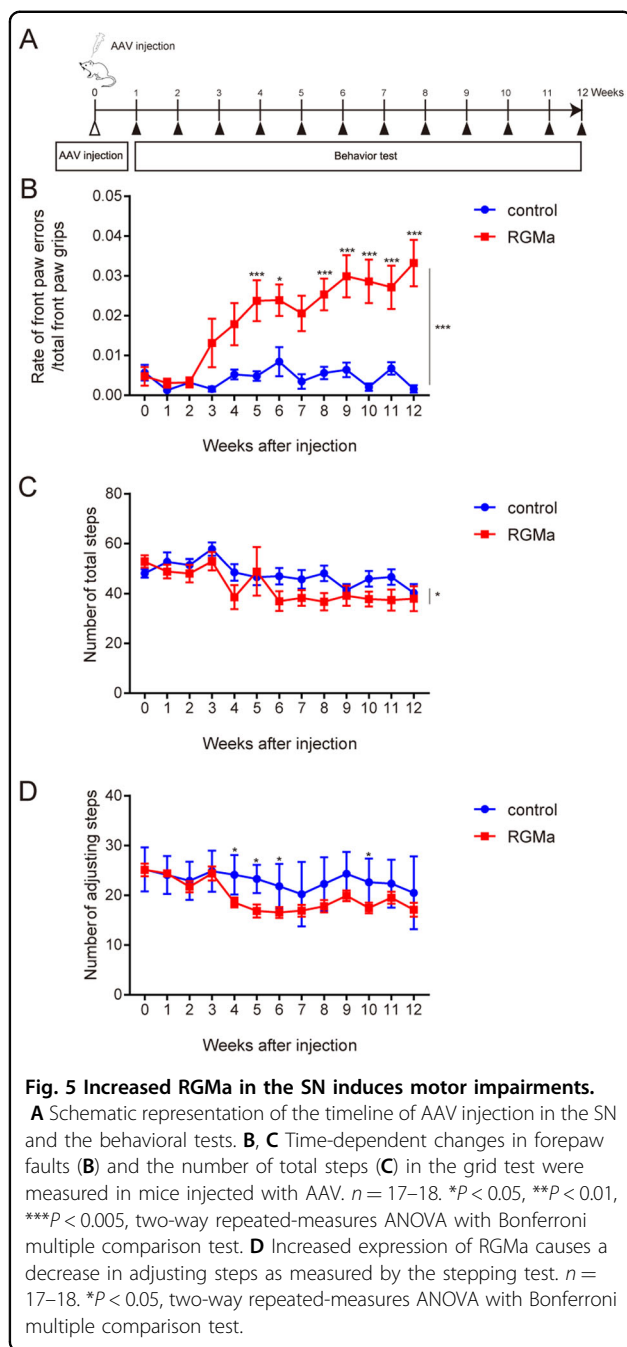 A
AAV injection
0 1 2 3 4 5 6 7 8 9 10 11 12 Weeks
AAV injection Behavior test
B
control
RGMa
Rate of front paw errors
/total front paw grips
0.05
0.04
0.03
0.02
0.01
0.00
*** * *** *** *** *** ***
***
0 1 2 3 4 5 6 7 8 9 10 11 12
Weeks after injection
C
control
RGMa
Number of total steps
80
60
40
20
0
*
0 1 2 3 4 5 6 7 8 9 10 11 12
Weeks after injection
D
control
RGMa
Number of adjusting steps
40
30
20
10
0
* * * *
0 1 2 3 4 5 6 7 8 9 10 11 12
Weeks after injection
Fig. 5 Increased RGMa in the SN induces motor impairments.
A Schematic representation of the timeline of AAV injection in the SN
and the behavioral tests. B, C Time-dependent changes in forepaw
faults (B) and the number of total steps (C) in the grid test were
measured in mice injected with AAV. n = 17–18. *P < 0.05, **P < 0.01,
***P < 0.005, two-way repeated-measures ANOVA with Bonferroni
multiple comparison test. D Increased expression of RGMa causes a
decrease in adjusting steps as measured by the stepping test. n =
17–18. *P < 0.05, two-way repeated-measures ANOVA with Bonferroni
multiple comparison test.